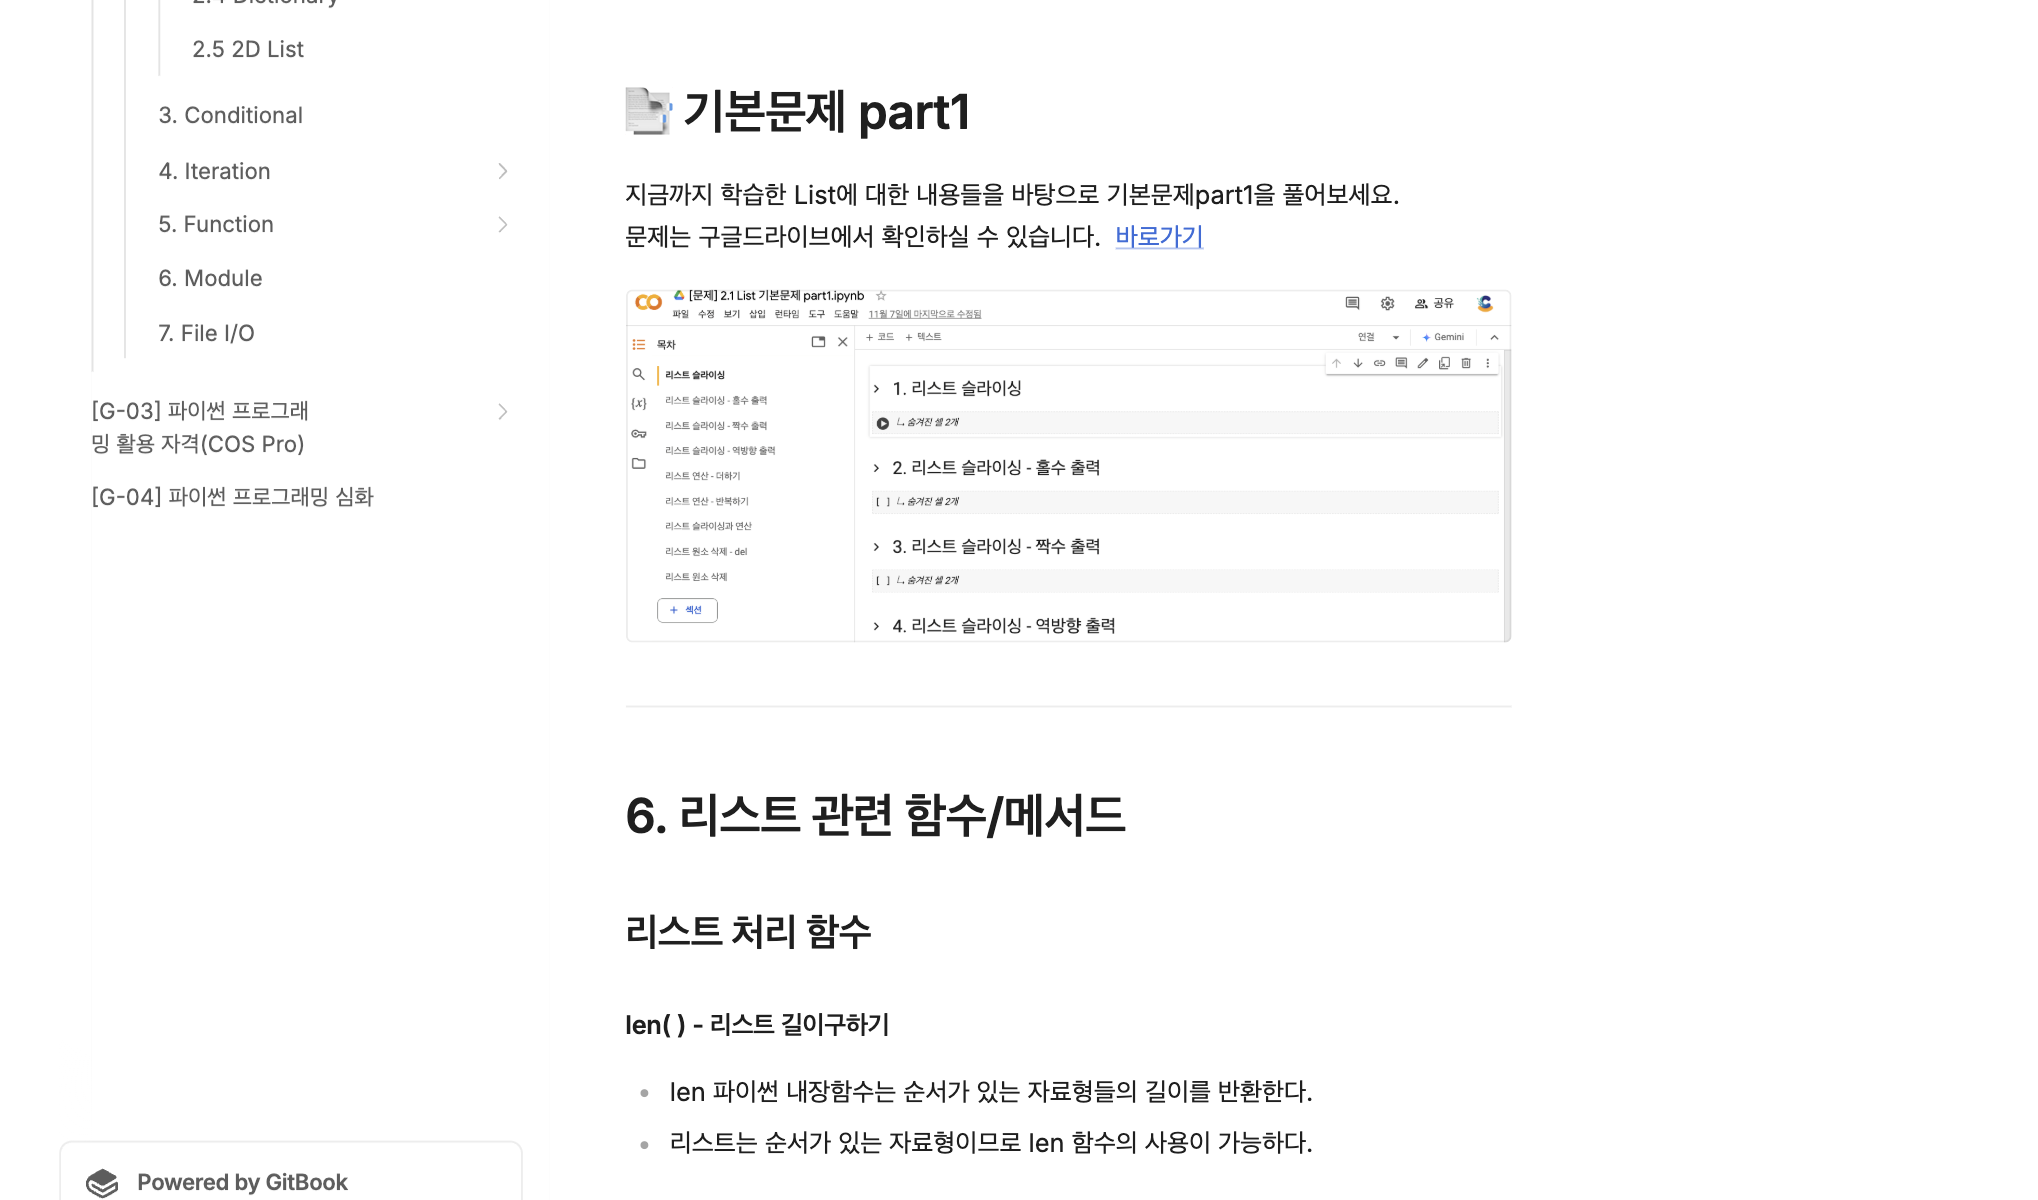 2.5 2D List
3. Conditional
4. Iteration
5. Function
6. Module
7. File I/O
[G-03] 파이썬 프로그래
밍 활용 자격(COS Pro)
[G-04] 파이썬 프로그래밍 심화
Powered by GitBook
기본문제 part1
지금까지 학습한 List에 대한 내용들을 바탕으로 기본문제part1을 풀어보세요.
문제는 구글드라이브에서 확인하실 수 있습니다. 바로가기
[문제] 2.1 List 기본문제 part1.ipynb
파일 수정 보기 삽입 런타임 도구 도움말 11월 7일에 마지막으로 수정됨
공유
목차
리스트 슬라이싱
리스트 슬라이싱 - 홀수 출력
리스트 슬라이싱 - 짝수 출력
리스트 슬라이싱 - 역방향 출력
리스트 연산 - 더하기
리스트 연산 - 반복하기
리스트 슬라이싱과 연산
리스트 원소 삭제 - del
리스트 원소 삭제
+ 섹션
+ 코드 + 텍스트
연결
Gemini
1. 리스트 슬라이싱
숨겨진 셀 2개
2. 리스트 슬라이싱 - 홀수 출력
[ ] 숨겨진 셀 2개
3. 리스트 슬라이싱 - 짝수 출력
[ ] 숨겨진 셀 2개
4. 리스트 슬라이싱 - 역방향 출력
6. 리스트 관련 함수/메서드
리스트 처리 함수
len( ) - 리스트 길이구하기
len 파이썬 내장함수는 순서가 있는 자료형들의 길이를 반환한다.
리스트는 순서가 있는 자료형이므로 len 함수의 사용이 가능하다.